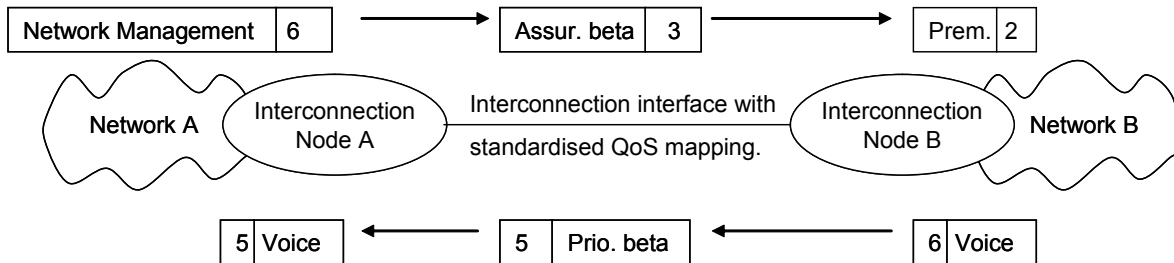 Network Management 6 Assur. beta 3 Prem. 2
Network A
Interconnection
Node A
Interconnection interface with
standardised QoS mapping.
Interconnection
Node B
Network B
5 Voice 5 Prio. beta 6 Voice